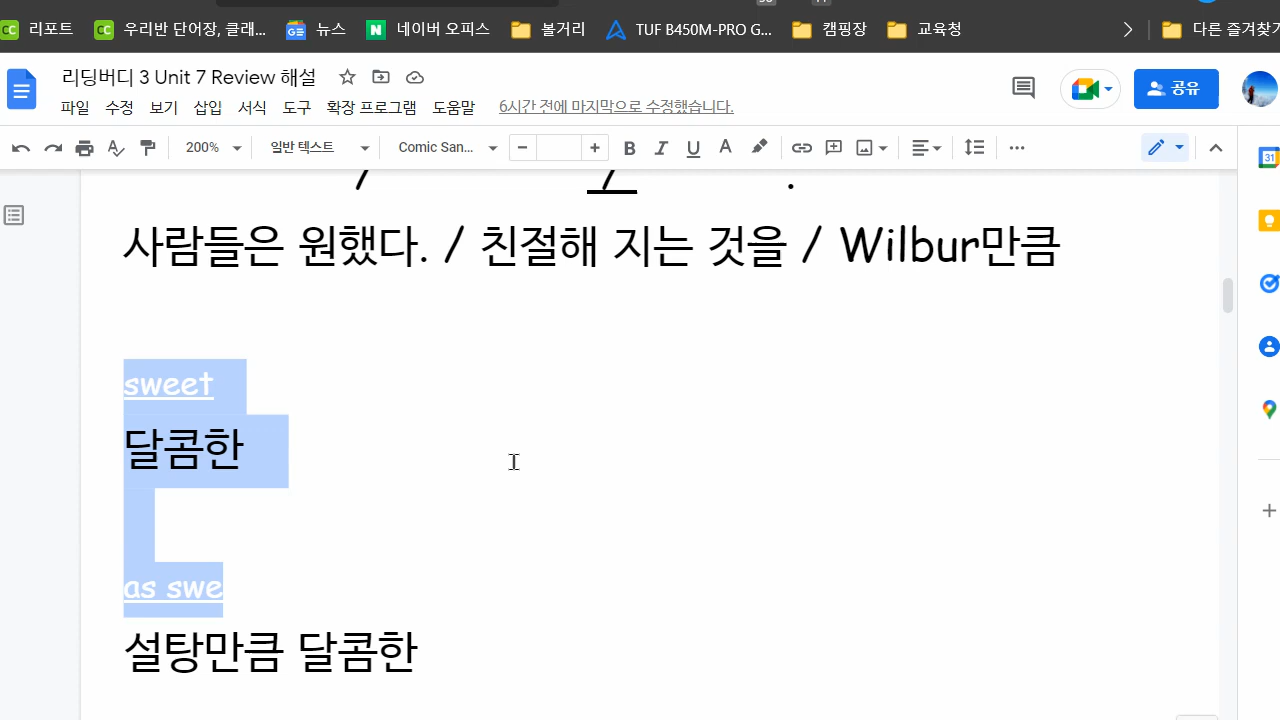 리포트 우리반 단어장, 클래... 뉴스 네이버 오피스 볼거리 TUF B450M-PRO G... 캠핑장 교육청 다른 즐겨찾기
리딩버디 3 Unit 7 Review 해설
공유
파일 수정 보기 삽입 서식 도구 확장 프로그램 도움말 6시간 전에 마지막으로 수정했습니다.
200% 일반 텍스트 Comic San... B I U A
사람들은 원했다. / 친절해 지는 것을 / Wilbur만큼
sweet
달콤한
as swe
설탕만큼 달콤한